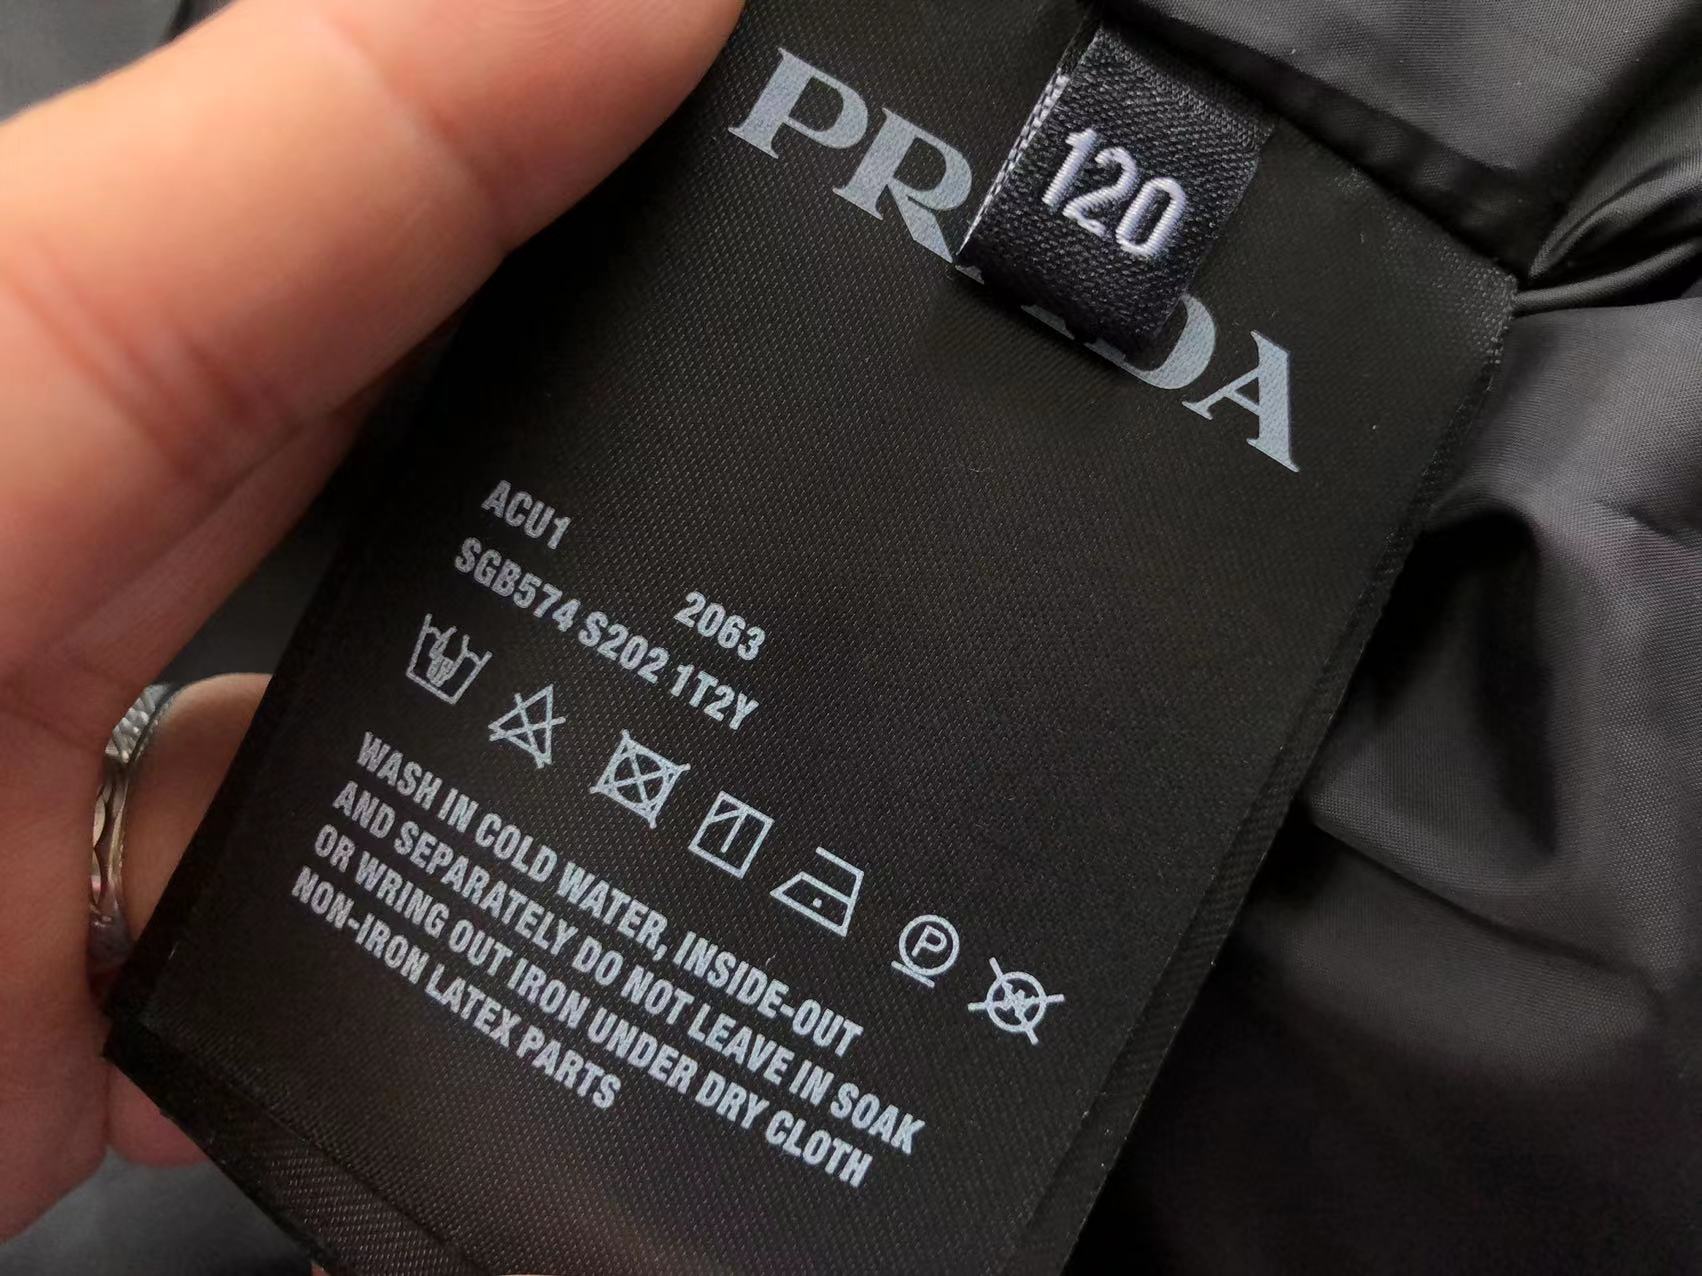 PRADA
120
ACU1
2063
SGB574 S202 1T2Y
P
WASH IN COLD WATER, INSIDE-OUT
AND SEPARATELY DO NOT LEAVE IN SOAK
OR WRING OUT IRON UNDER DRY CLOTH
NON-IRON LATEX PARTS